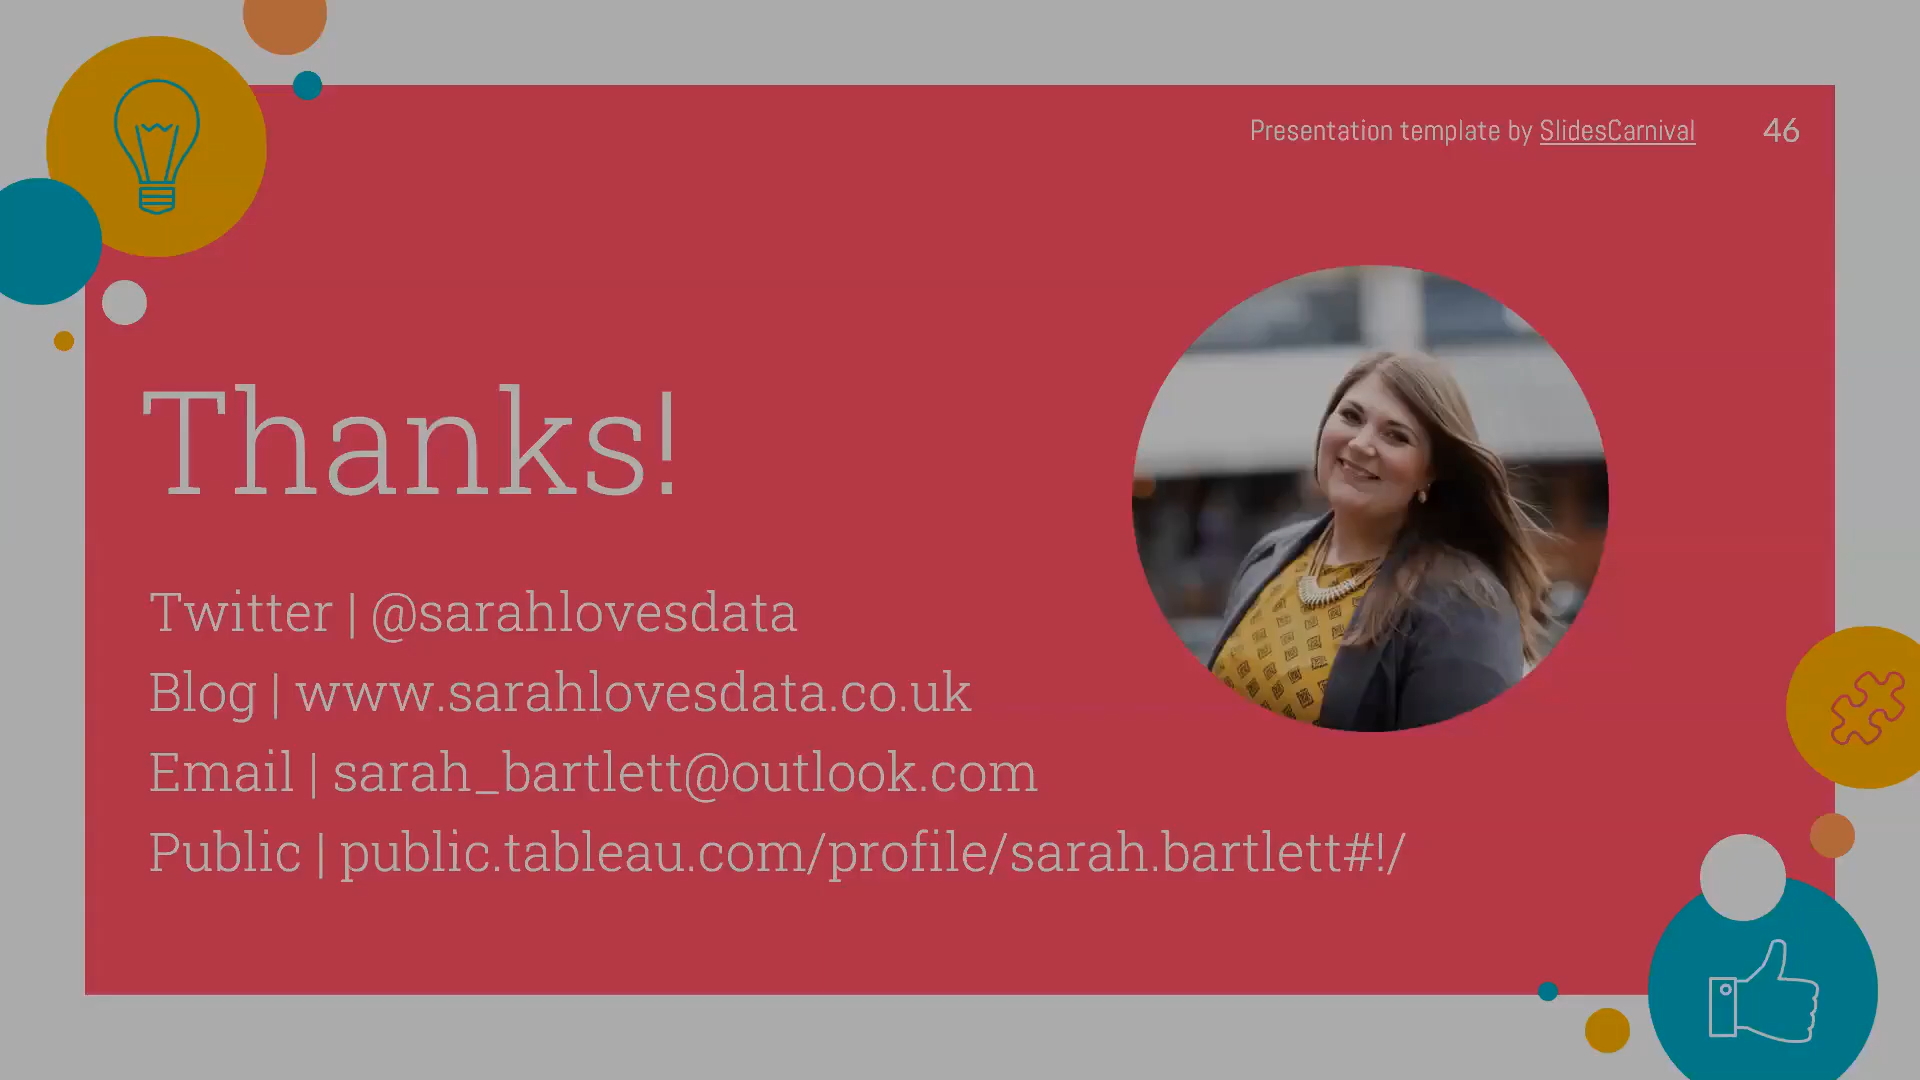 Presentation template by SlidesCarnival
46
Thanks!
Twitter | @sarahlovesdata
Blog | www.sarahlovesdata.co.uk
Email | sarah_bartlett@outlook.com
Public | public.tableau.com/profile/sarah.bartlett#!/